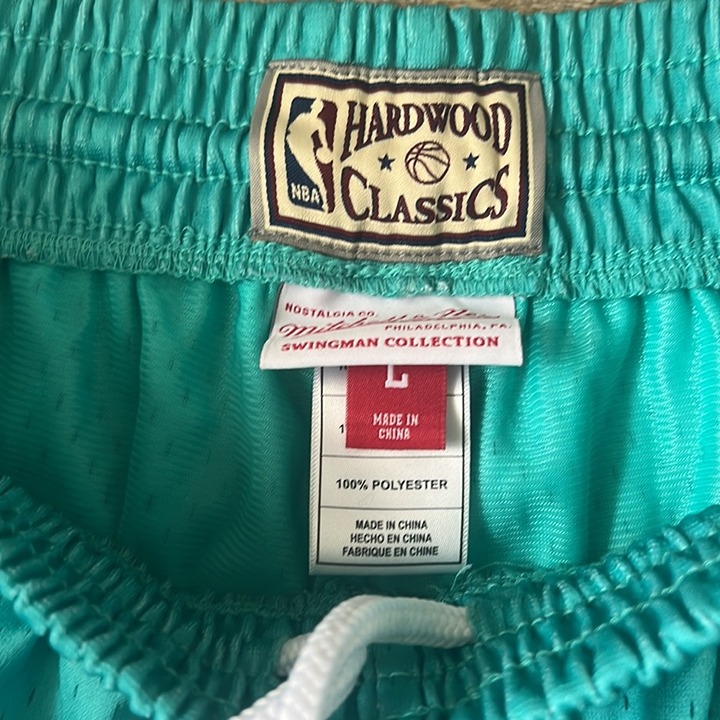 HARDWOOD
NBA
CLASSICS
NOSTALGIA CO.
PHILADELPHIA, PA.
SWINGMAN COLLECTION
L
MADE IN
CHINA
100% POLYESTER
MADE IN CHINA
HECHO EN CHINA
FABRIQUE EN CHINE